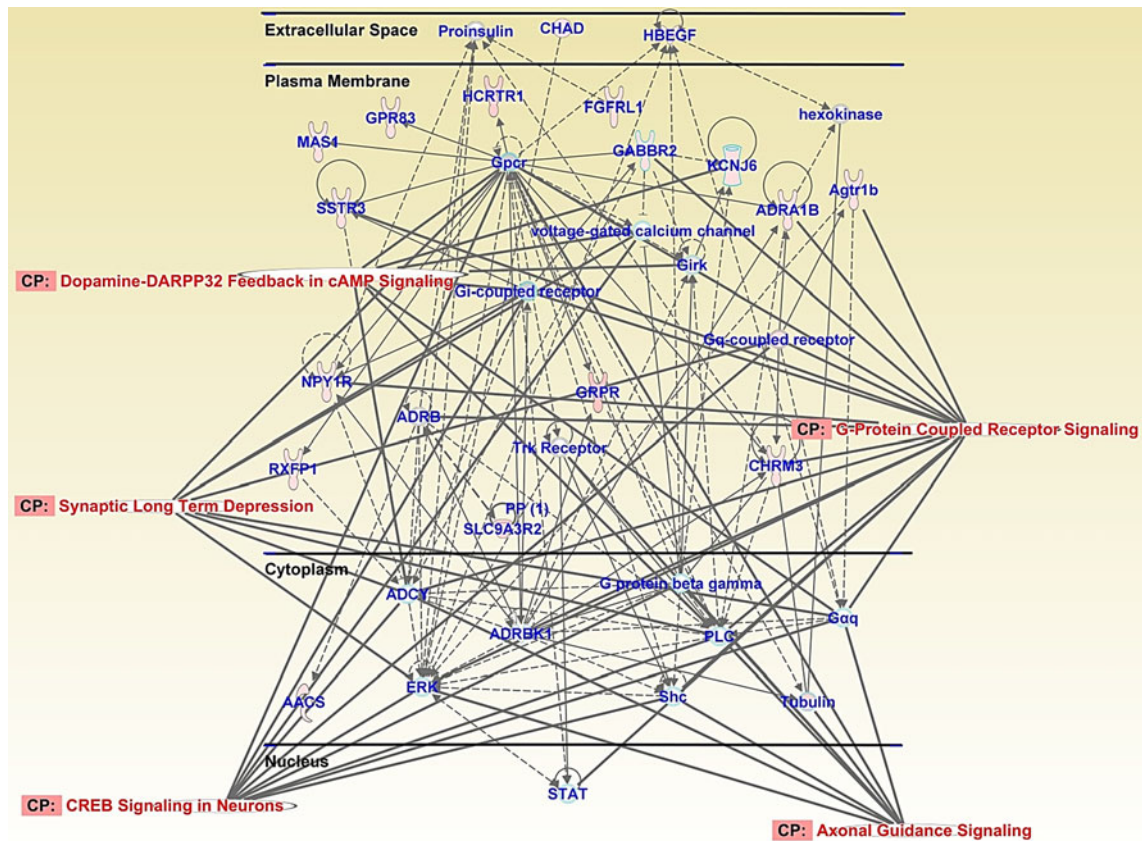 Extracellular Space
Proinsulin
CHAD
HBEGF
Plasma Membrane
HCRTR1
FGFRL1
GPR83
hexokinase
MAS1
GABBR2
Gpcr
KCNJ6
Agtr1b
SSTR3
ADRA1B
voltage-gated calcium channel
Girk
CP: Dopamine-DARPP32 Feedback in cAMP Signaling
Gi-coupled receptor
Gq-coupled receptor
NPY1R
GRPR
ADRB
CP: G-Protein Coupled Receptor Signaling
Trk Receptor
RXFP1
CHRM3
CP: Synaptic Long Term Depression
PP (1)
SLC9A3R2
Cytoplasm
G protein beta gamma
ADCY
ADRBK1
PLC
Gαq
ERK
Shc
AACS
Tubulin
Nucleus
STAT
CP: CREB Signaling in Neurons
CP: Axonal Guidance Signaling